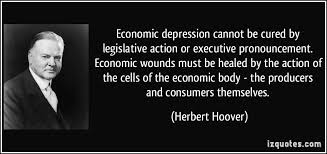 Economic depression cannot be cured by
legislative action or executive pronouncement.
Economic wounds must be healed by the action of
the cells of the economic body - the producers
and consumers themselves.
(Herbert Hoover)
izquotes.com